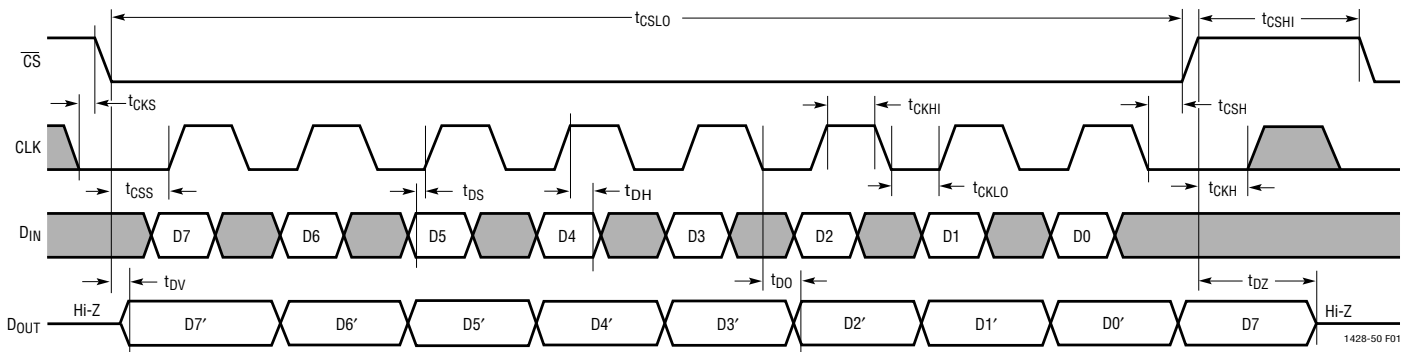 tCSLO
tCSHI
CS
tCKS
tCKHI
tCSH
CLK
tCSS
tDS
tDH
tCKLO
tCKH
DIN
D7
D6
D5
D4
D3
D2
D1
D0
tDV
tDO
tDZ
Hi-Z
DOUT
D7′
D6′
D5′
D4′
D3′
D2′
D1′
D0′
D7
Hi-Z
1428-50 F01